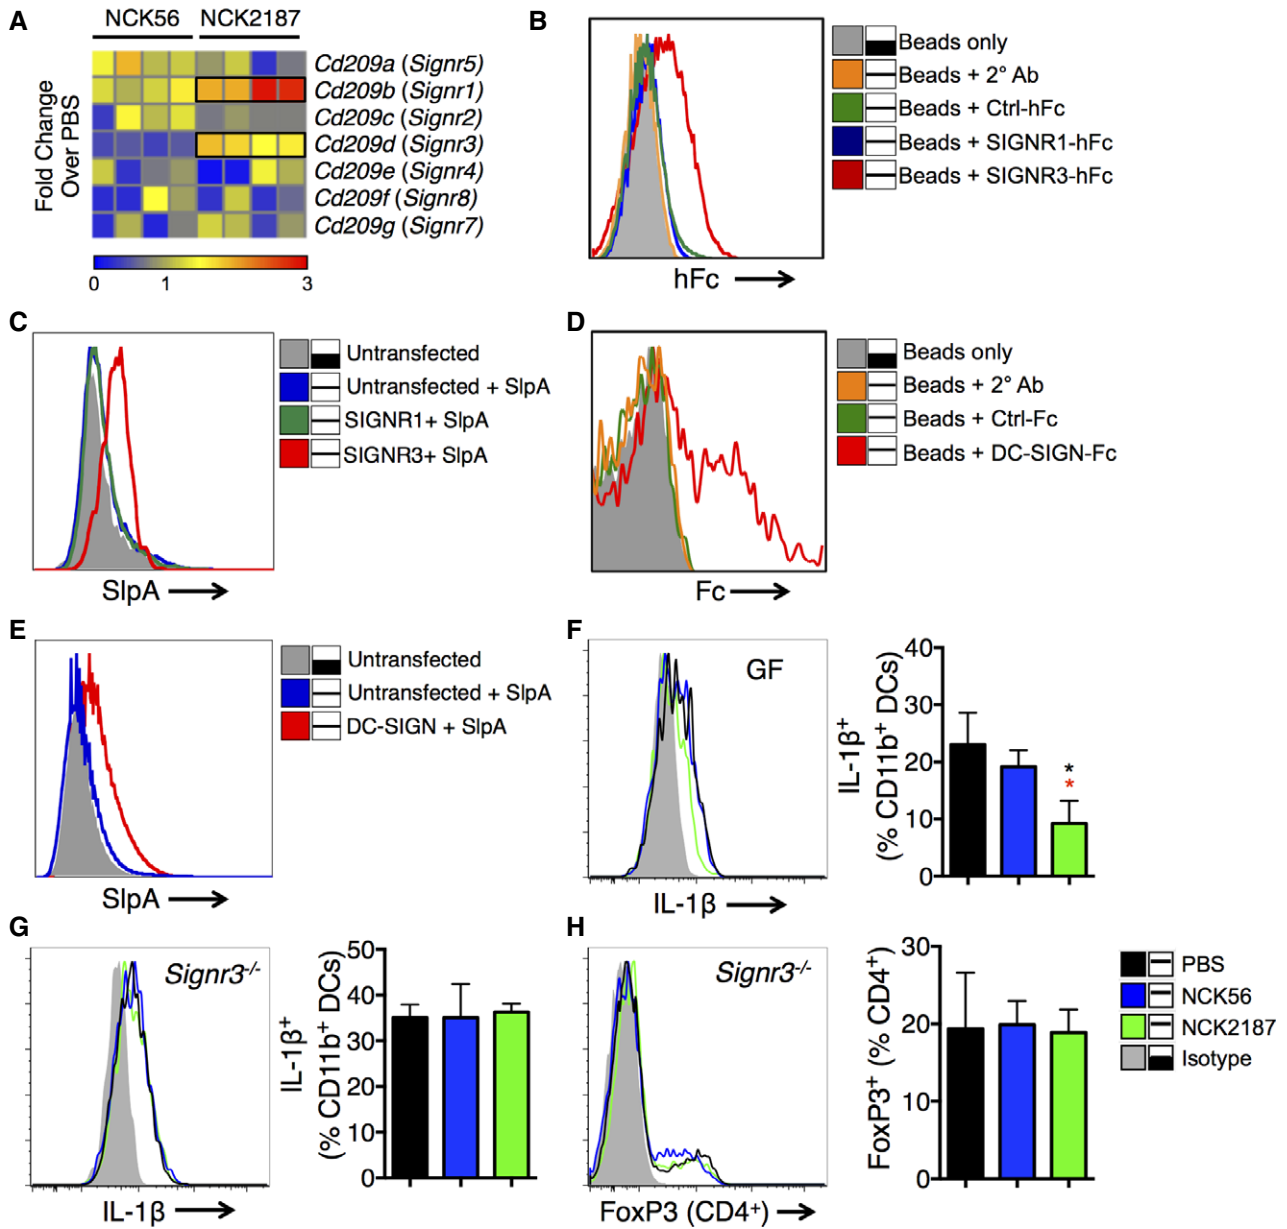 A
NCK56 NCK2187
Fold Change
Over PBS
Cd209a (Signr5)
Cd209b (Signr1)
Cd209c (Signr2)
Cd209d (Signr3)
Cd209e (Signr4)
Cd209f (Signr8)
Cd209g (Signr7)
0 1 3
B
Beads only
Beads + 2° Ab
Beads + Ctrl-hFc
Beads + SIGNR1-hFc
Beads + SIGNR3-hFc
hFc
C
Untransfected
Untransfected + SlpA
SIGNR1+ SlpA
SIGNR3+ SlpA
SlpA
D
Beads only
Beads + 2° Ab
Beads + Ctrl-Fc
Beads + DC-SIGN-Fc
Fc
E
Untransfected
Untransfected + SlpA
DC-SIGN + SlpA
SlpA
F
GF
IL-1β
IL-1β⁺
(% CD11b⁺ DCs)
40
30
20
10
0
*
*
G
Signr3⁻/⁻
IL-1β
IL-1β⁺
(% CD11b⁺ DCs)
50
40
30
20
10
0
H
Signr3⁻/⁻
FoxP3 (CD4⁺)
FoxP3⁺ (% CD4⁺)
30
20
10
0
PBS
NCK56
NCK2187
Isotype